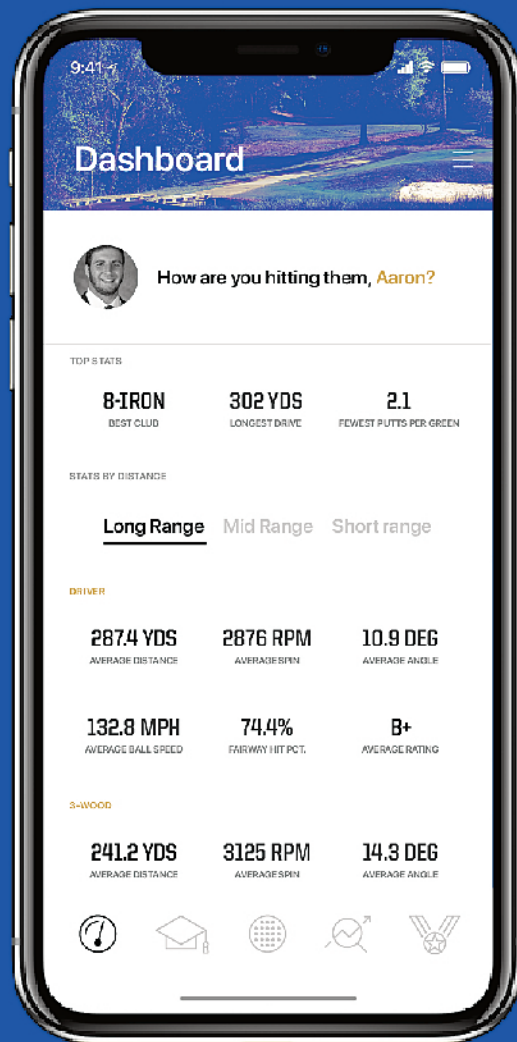 9:41
Dashboard
How are you hitting them, Aaron?
TOP STATS
8-IRON 302 YDS 2.1
BEST CLUB LONGEST DRIVE FEWEST PUTTS PER GREEN
STATS BY DISTANCE
Long Range Mid Range Short range
DRIVER
287.4 YDS 2876 RPM 10.9 DEG
AVERAGE DISTANCE AVERAGE SPIN AVERAGE ANGLE
132.8 MPH 74.4% B+
AVERAGE BALL SPEED FAIRWAY HIT PCT. AVERAGE RATING
3-WOOD
241.2 YDS 3125 RPM 14.3 DEG
AVERAGE DISTANCE AVERAGE SPIN AVERAGE ANGLE